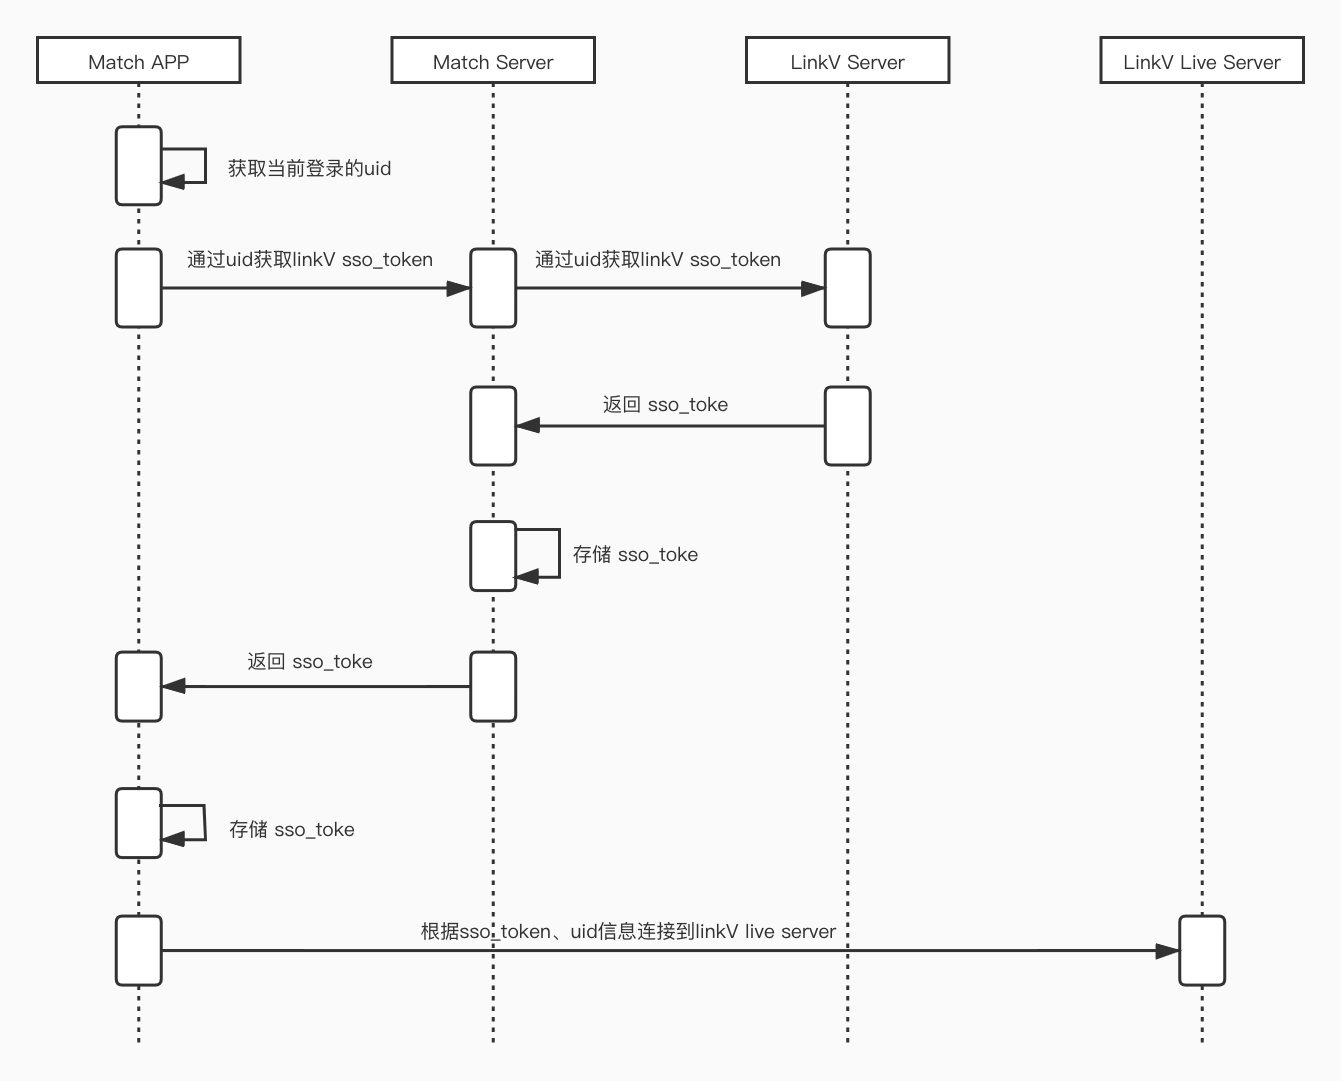 Match APP
Match Server
LinkV Server
LinkV Live Server
获取当前登录的uid
通过uid获取linkV sso_token
通过uid获取linkV sso_token
返回 sso_toke
存储 sso_toke
返回 sso_toke
存储 sso_toke
根据sso_token、uid信息连接到linkV live server